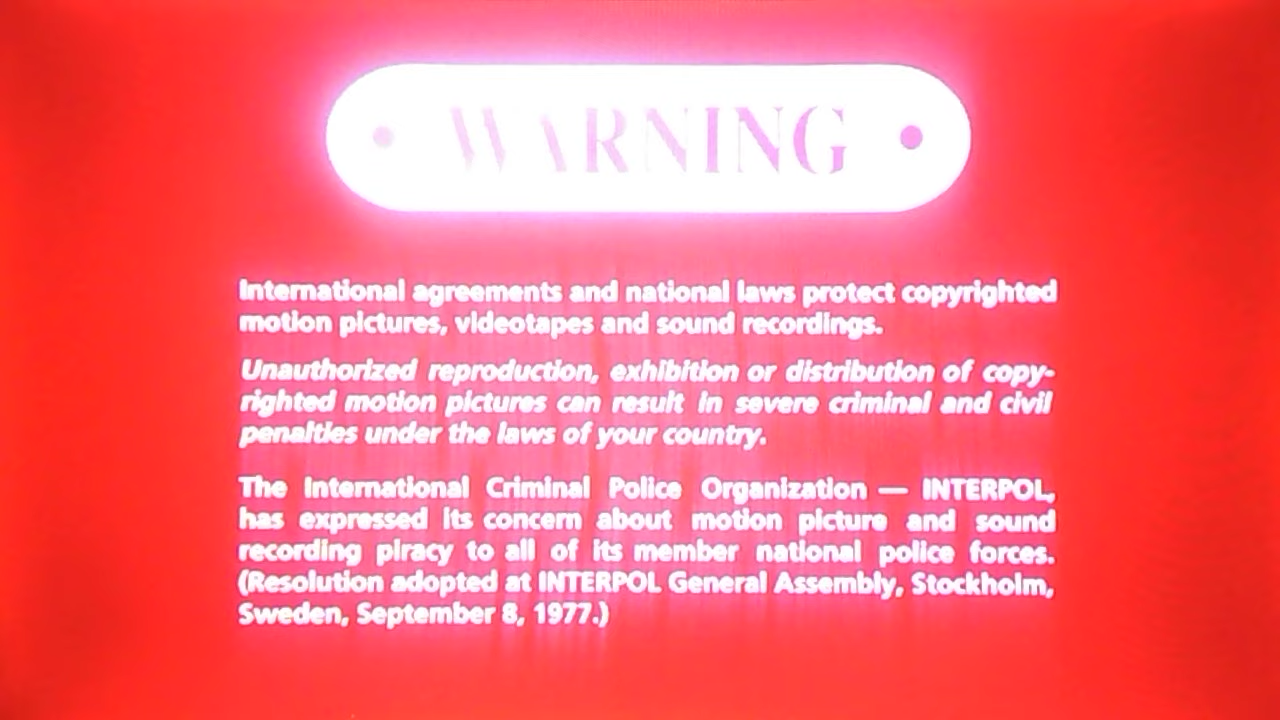 WARNING
International agreements and national laws protect copyrighted
motion pictures, videotapes and sound recordings.
Unauthorized reproduction, exhibition or distribution of copy-
righted motion pictures can result in severe criminal and civil
penalties under the laws of your country.
The International Criminal Police Organization — INTERPOL,
has expressed its concern about motion picture and sound
recording piracy to all of its member national police forces.
(Resolution adopted at INTERPOL General Assembly, Stockholm,
Sweden, September 8, 1977.)